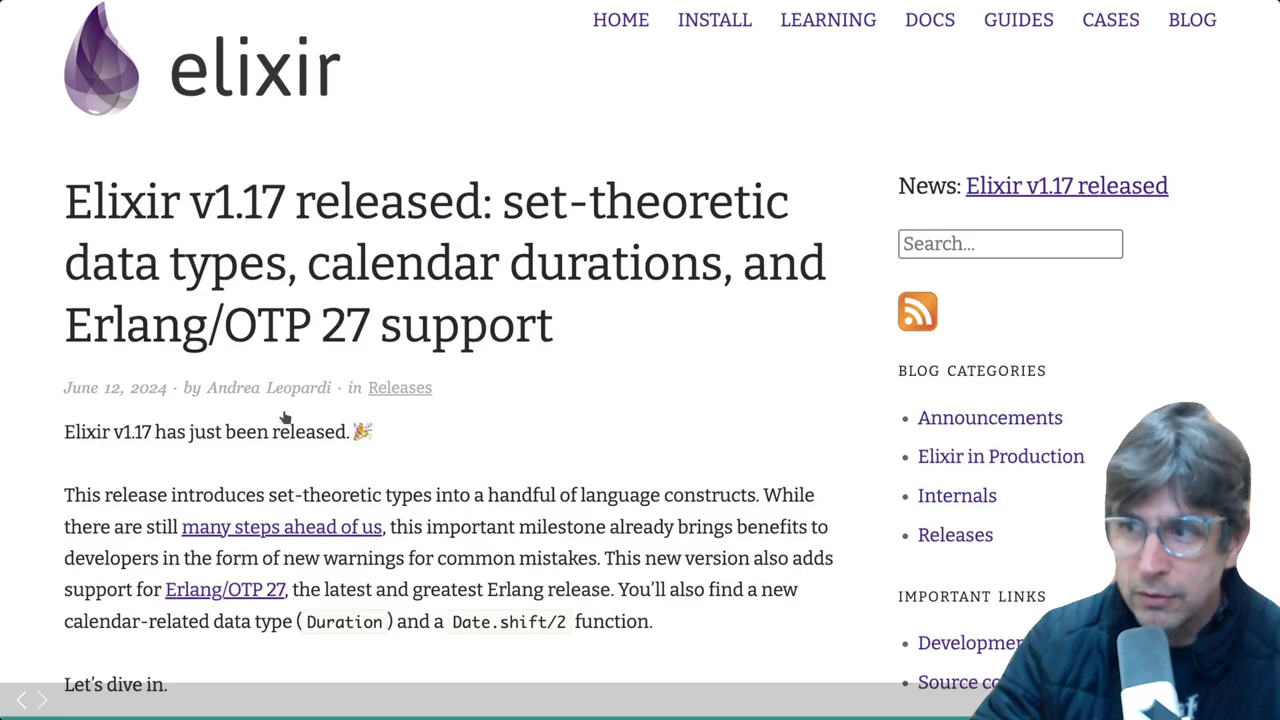 HOME INSTALL LEARNING DOCS GUIDES CASES BLOG
elixir
Elixir v1.17 released: set-theoretic
data types, calendar durations, and
Erlang/OTP 27 support
June 12, 2024 · by Andrea Leopardi · in Releases
Elixir v1.17 has just been released.🎉
This release introduces set-theoretic types into a handful of language constructs. While
there are still many steps ahead of us, this important milestone already brings benefits to
developers in the form of new warnings for common mistakes. This new version also adds
support for Erlang/OTP 27, the latest and greatest Erlang release. You’ll also find a new
calendar-related data type (Duration) and a Date.shift/2 function.
Let’s dive in.
News: Elixir v1.17 released
Search...
BLOG CATEGORIES
• Announcements
• Elixir in Production
• Internals
• Releases
IMPORTANT LINKS